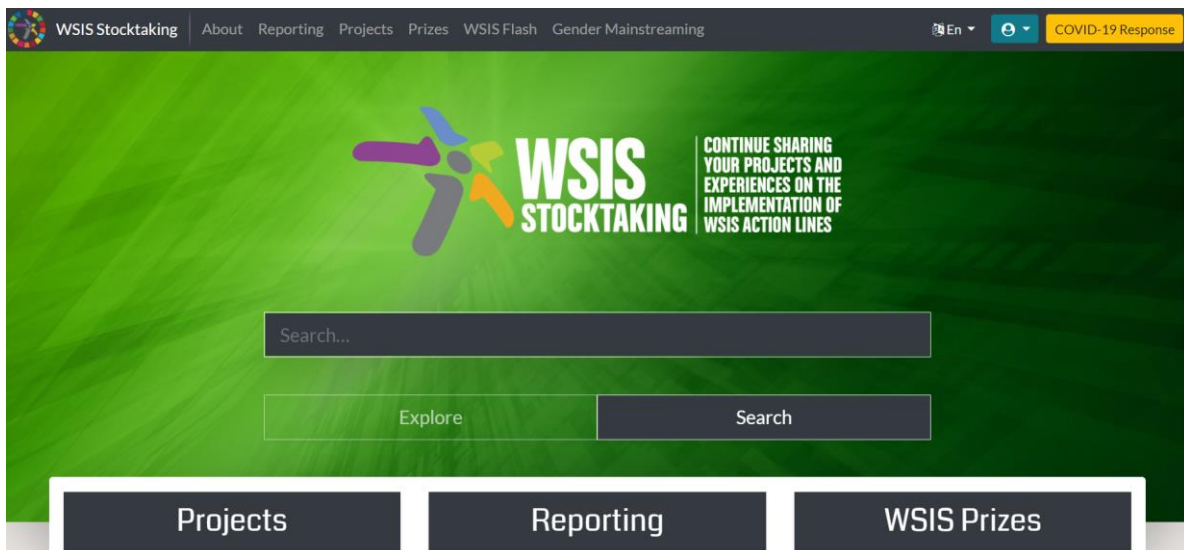 WSIS Stocktaking About Reporting Projects Prizes WSIS Flash Gender Mainstreaming En COVID-19 Response
WSIS
STOCKTAKING
CONTINUE SHARING
YOUR PROJECTS AND
EXPERIENCES ON THE
IMPLEMENTATION OF
WSIS ACTION LINES
Search...
Explore Search
Projects Reporting WSIS Prizes